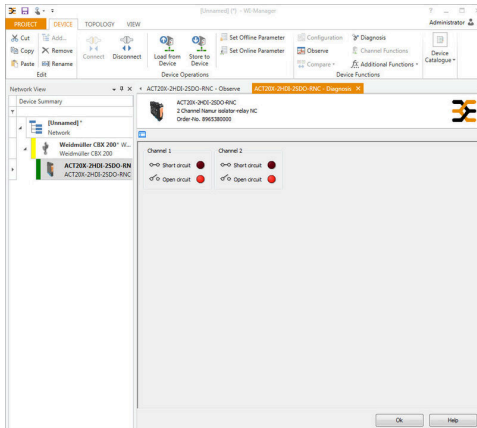 [Unnamed] (*) - WI-Manager
PROJECT DEVICE TOPOLOGY VIEW Administrator
Cut Add... Set Offline Parameter Configuration Diagnosis
Copy Remove Connect Disconnect Load from Device Store to Device Set Online Parameter Observe Channel Functions Device Catalogue
Paste Rename Compare Additional Functions
Edit Device Operations Device Functions
Network View ACT20X-2HDI-2SDO-RNC - Observe ACT20X-2HDI-2SDO-RNC - Diagnosis
Device Summary
ACT20X-2HDI-2SDO-RNC
2 Channel Namur isolator-relay NC
Order-No. 8965380000
[Unnamed] *
Network
Weidmüller CBX 200* W...
Weidmüller CBX 200
ACT20X-2HDI-2SDO-RN
ACT20X-2HDI-2SDO-RNC
Channel 1 Channel 2
Short circuit Short circuit
Open circuit Open circuit
Ok Help